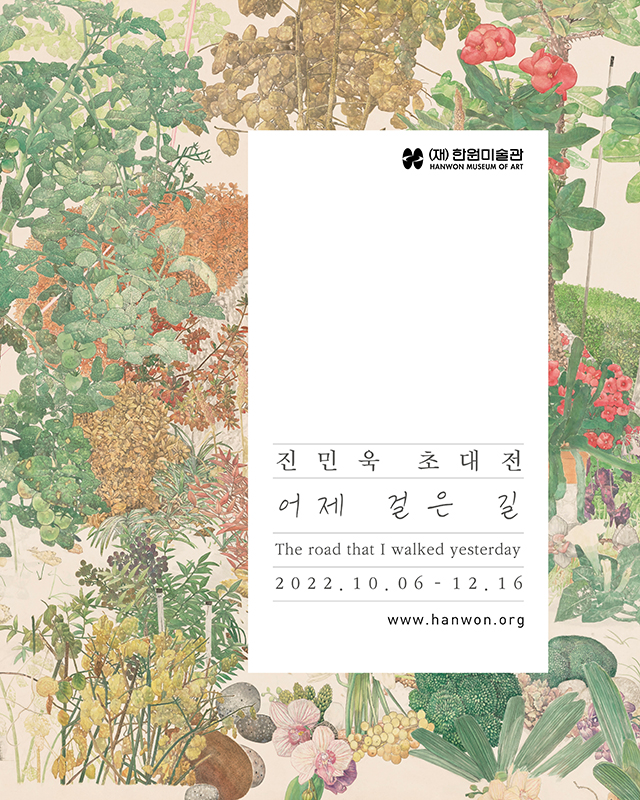 (재)한원미술관
HANWON MUSEUM OF ART
진민욱 초대전
어제 걸은 길
The road that I walked yesterday
2022.10.06-12.16
www.hanwon.org